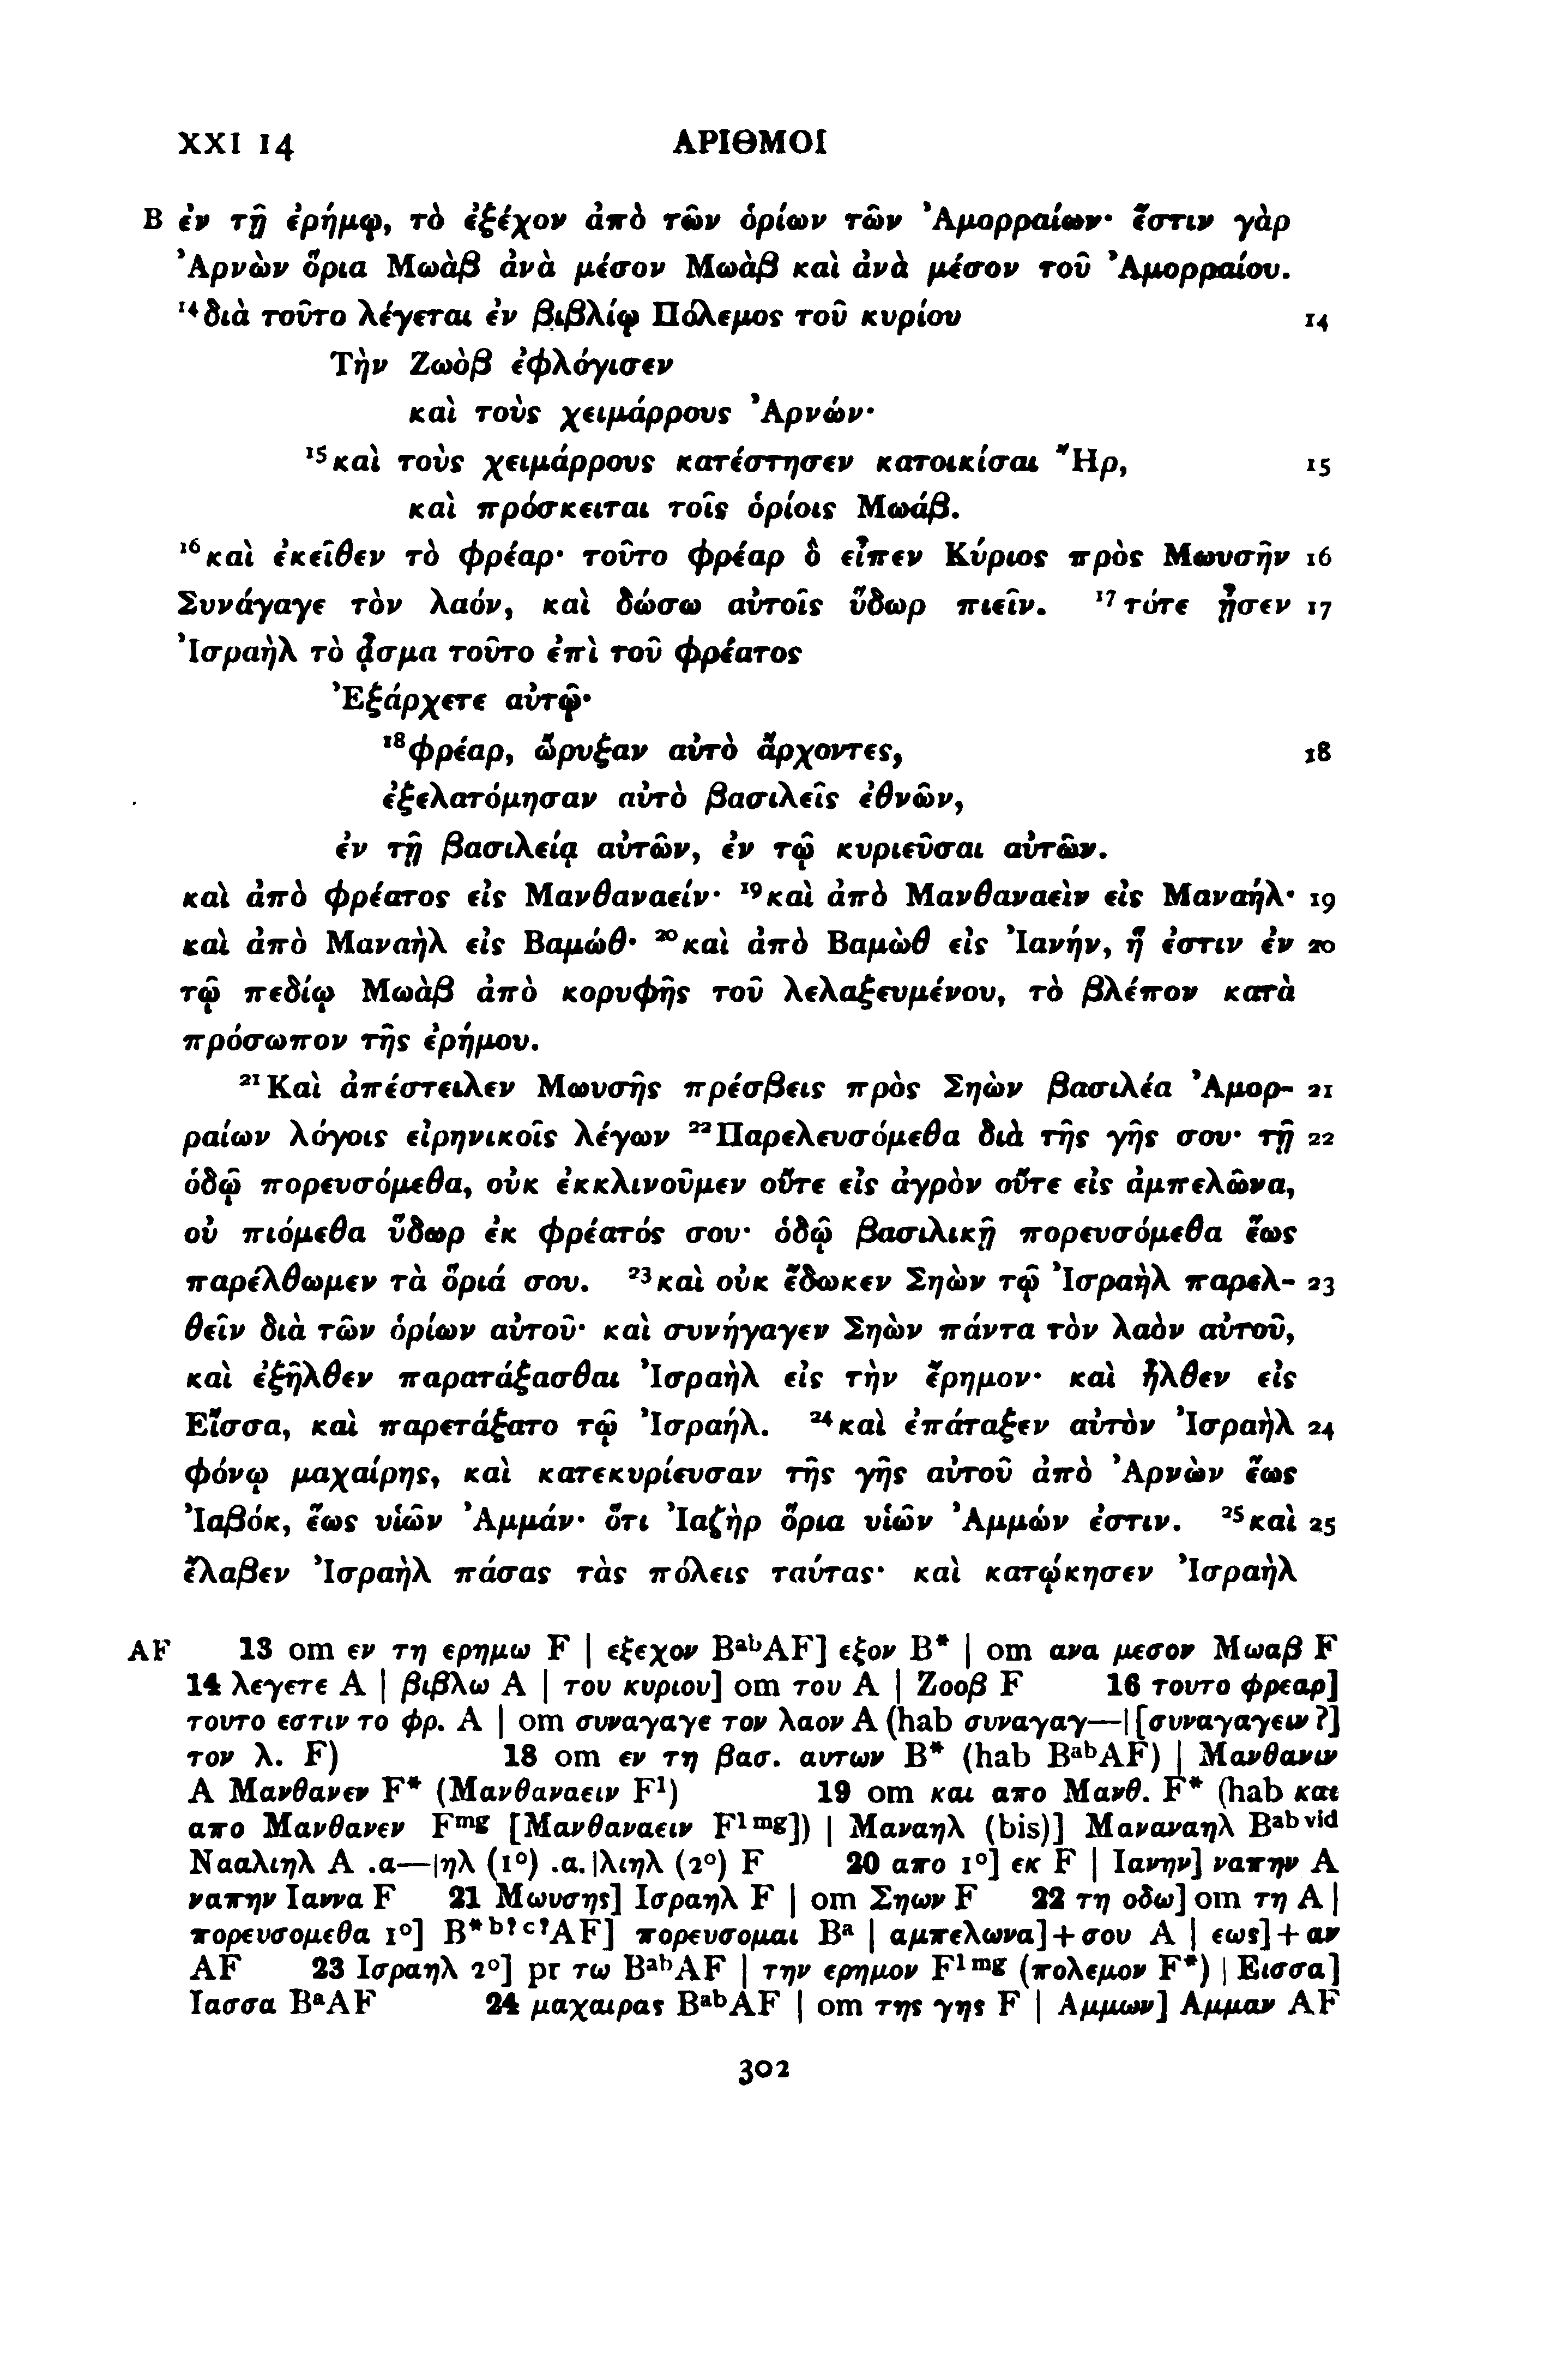 XXI 14 ΑΡΙΘΜΟΙ
B ἐν τῇ ἐρήμῳ, τὸ ἐξέχον ἀπὸ τῶν ὁρίων τῶν Ἀμορραίων· ἔστιν γὰρ
Ἀρνὼν ὅρια Μωὰβ ἀνὰ μέσον Μωὰβ καὶ ἀνὰ μέσον τοῦ Ἀμορραίου.
¹⁴διὰ τοῦτο λέγεται ἐν βιβλίῳ Πόλεμος τοῦ κυρίου 14
Τὴν Ζωὸβ ἐφλόγισεν
καὶ τοὺς χειμάρρους Ἀρνών·
¹⁵καὶ τοὺς χειμάρρους κατέστησεν κατοικίσαι Ἤρ, 15
καὶ πρόσκειται τοῖς ὁρίοις Μωάβ.
¹⁶καὶ ἐκεῖθεν τὸ φρέαρ· τοῦτο φρέαρ ὃ εἶπεν Κύριος πρὸς Μωυσῆν 16
Συνάγαγε τὸν λαόν, καὶ δώσω αὐτοῖς ὕδωρ πιεῖν. ¹⁷τότε ᾖσεν 17
Ἰσραὴλ τὸ ᾆσμα τοῦτο ἐπὶ τοῦ φρέατος
Ἐξάρχετε αὐτῷ·
¹⁸φρέαρ, ὤρυξαν αὐτὸ ἄρχοντες, 18
ἐξελατόμησαν αὐτὸ βασιλεῖς ἐθνῶν,
ἐν τῇ βασιλείᾳ αὐτῶν, ἐν τῷ κυριεῦσαι αὐτῶν.
καὶ ἀπὸ φρέατος εἰς Μανθαναείν· ¹⁹καὶ ἀπὸ Μανθαναεὶν εἰς Μαναήλ· 19
καὶ ἀπὸ Μαναὴλ εἰς Βαμώθ· ²⁰καὶ ἀπὸ Βαμὼθ εἰς Ἰανήν, ἥ ἐστιν ἐν 20
τῷ πεδίῳ Μωὰβ ἀπὸ κορυφῆς τοῦ λελαξευμένου, τὸ βλέπον κατὰ
πρόσωπον τῆς ἐρήμου.
²¹Καὶ ἀπέστειλεν Μωυσῆς πρέσβεις πρὸς Σηὼν βασιλέα Ἀμορ- 21
ραίων λόγοις εἰρηνικοῖς λέγων ²²Παρελευσόμεθα διὰ τῆς γῆς σου· τῇ 22
ὁδῷ πορευσόμεθα, οὐκ ἐκκλινοῦμεν οὔτε εἰς ἀγρὸν οὔτε εἰς ἀμπελῶνα,
οὐ πιόμεθα ὕδωρ ἐκ φρέατός σου· ὁδῷ βασιλικῇ πορευσόμεθα ἕως
παρέλθωμεν τὰ ὅριά σου. ²³καὶ οὐκ ἔδωκεν Σηὼν τῷ Ἰσραὴλ παρελ- 23
θεῖν διὰ τῶν ὁρίων αὐτοῦ· καὶ συνήγαγεν Σηὼν πάντα τὸν λαὸν αὐτοῦ,
καὶ ἐξῆλθεν παρατάξασθαι Ἰσραὴλ εἰς τὴν ἔρημον· καὶ ἦλθεν εἰς
Εἴσσα, καὶ παρετάξατο τῷ Ἰσραήλ. ²⁴καὶ ἐπάταξεν αὐτὸν Ἰσραὴλ 24
φόνῳ μαχαίρης, καὶ κατεκυρίευσαν τῆς γῆς αὐτοῦ ἀπὸ Ἀρνὼν ἕως
Ἰαβόκ, ἕως υἱῶν Ἀμμάν· ὅτι Ἰαζὴρ ὅρια υἱῶν Ἀμμών ἐστιν. ²⁵καὶ 25
ἔλαβεν Ἰσραὴλ πάσας τὰς πόλεις ταύτας· καὶ κατῴκησεν Ἰσραὴλ
AF 13 om εν τη ερημω F | εξεχον BᵃᵇAF] εξον B* | om ανα μεσον Μωαβ F
14 λεγετε A | βιβλω A | του κυριου] om του A | Ζοοβ F 16 τουτο φρεαρ]
τουτο εστιν το φρ. A | om συναγαγε τον λαον A (hab συναγαγ—|[συναγαγειν ?]
τον λ. F) 18 om εν τη βασ. αυτων B* (hab BᵃᵇAF) | Μανθανιν
A Μανθανεν F* (Μανθαναειν F¹) 19 om και απο Μανθ. F* (hab και
απο Μανθανεν Fᵐᵍ [Μανθαναειν F¹ᵐᵍ]) | Μαναηλ (bis)] Μαναναηλ Bᵃᵇ ᵛⁱᵈ
Νααλιηλ A .α—|ηλ (1°) .α.|λιηλ (2°) F 20 απο 1°] εκ F | Ιανην] ναπην A
ναπην Ιαννα F 21 Μωυσης] Ισραηλ F | om Σηων F 22 τη οδω] om τη A |
πορευσομεθα 1°] B*ᵇ?ᶜ?AF] πορευσομαι Bᵃ | αμπελωνα]+σου A | εως]+αν
AF 23 Ισραηλ 2°] pr τω BᵃᵇAF | την ερημον F¹ᵐᵍ (πολεμον F*) | Εισσα]
Ιασσα BᵃAF 24 μαχαιρας BᵃᵇAF | om της γης F | Αμμων] Αμμαν AF
302